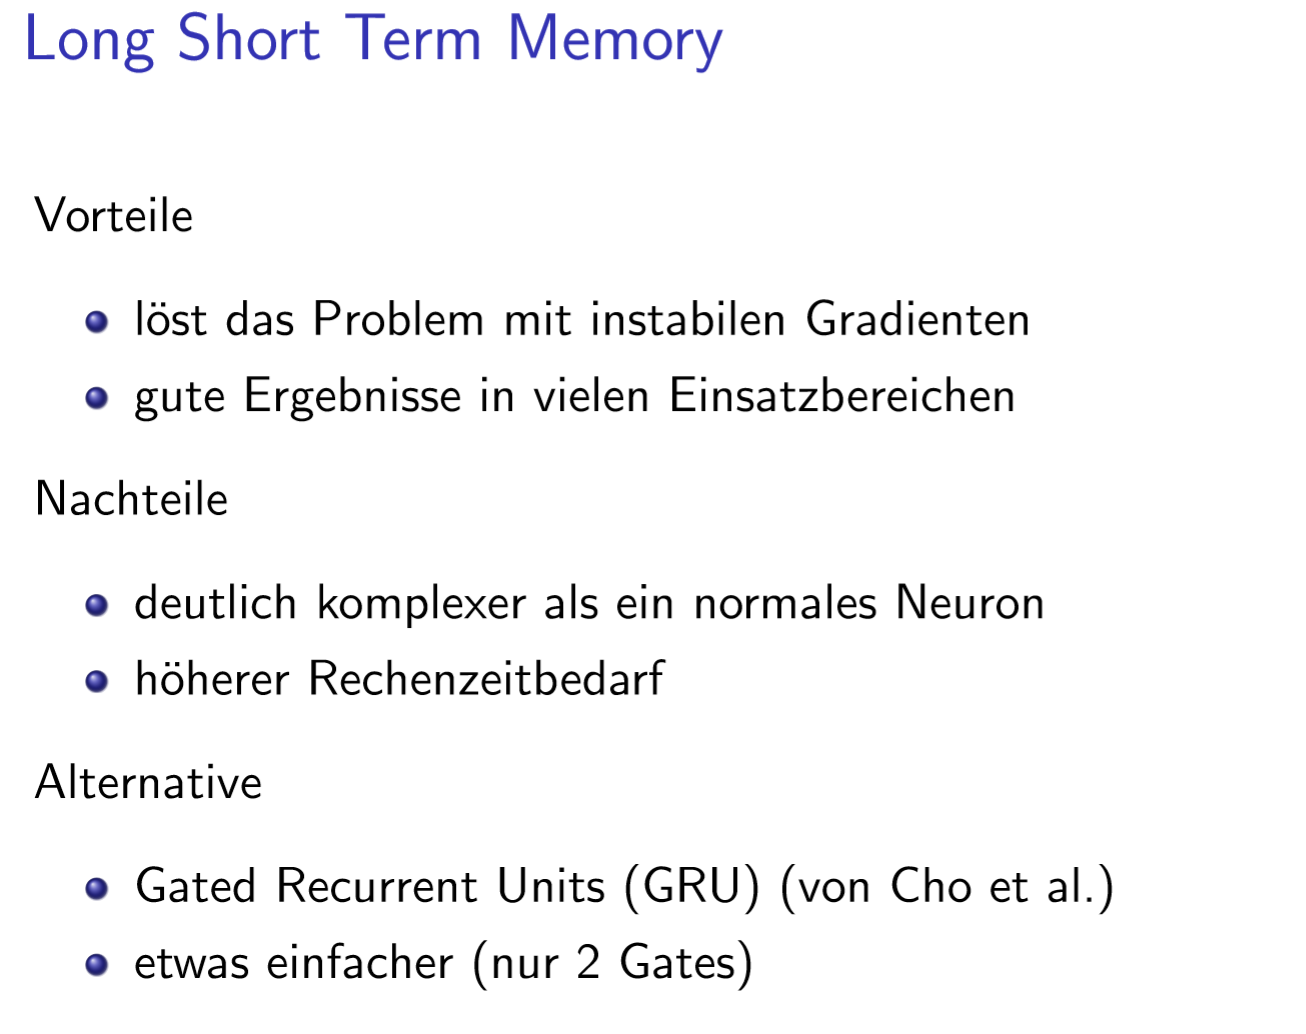 Long Short Term Memory
Vorteile
löst das Problem mit instabilen Gradienten
gute Ergebnisse in vielen Einsatzbereichen
Nachteile
deutlich komplexer als ein normales Neuron
höherer Rechenzeitbedarf
Alternative
Gated Recurrent Units (GRU) (von Cho et al.)
etwas einfacher (nur 2 Gates)